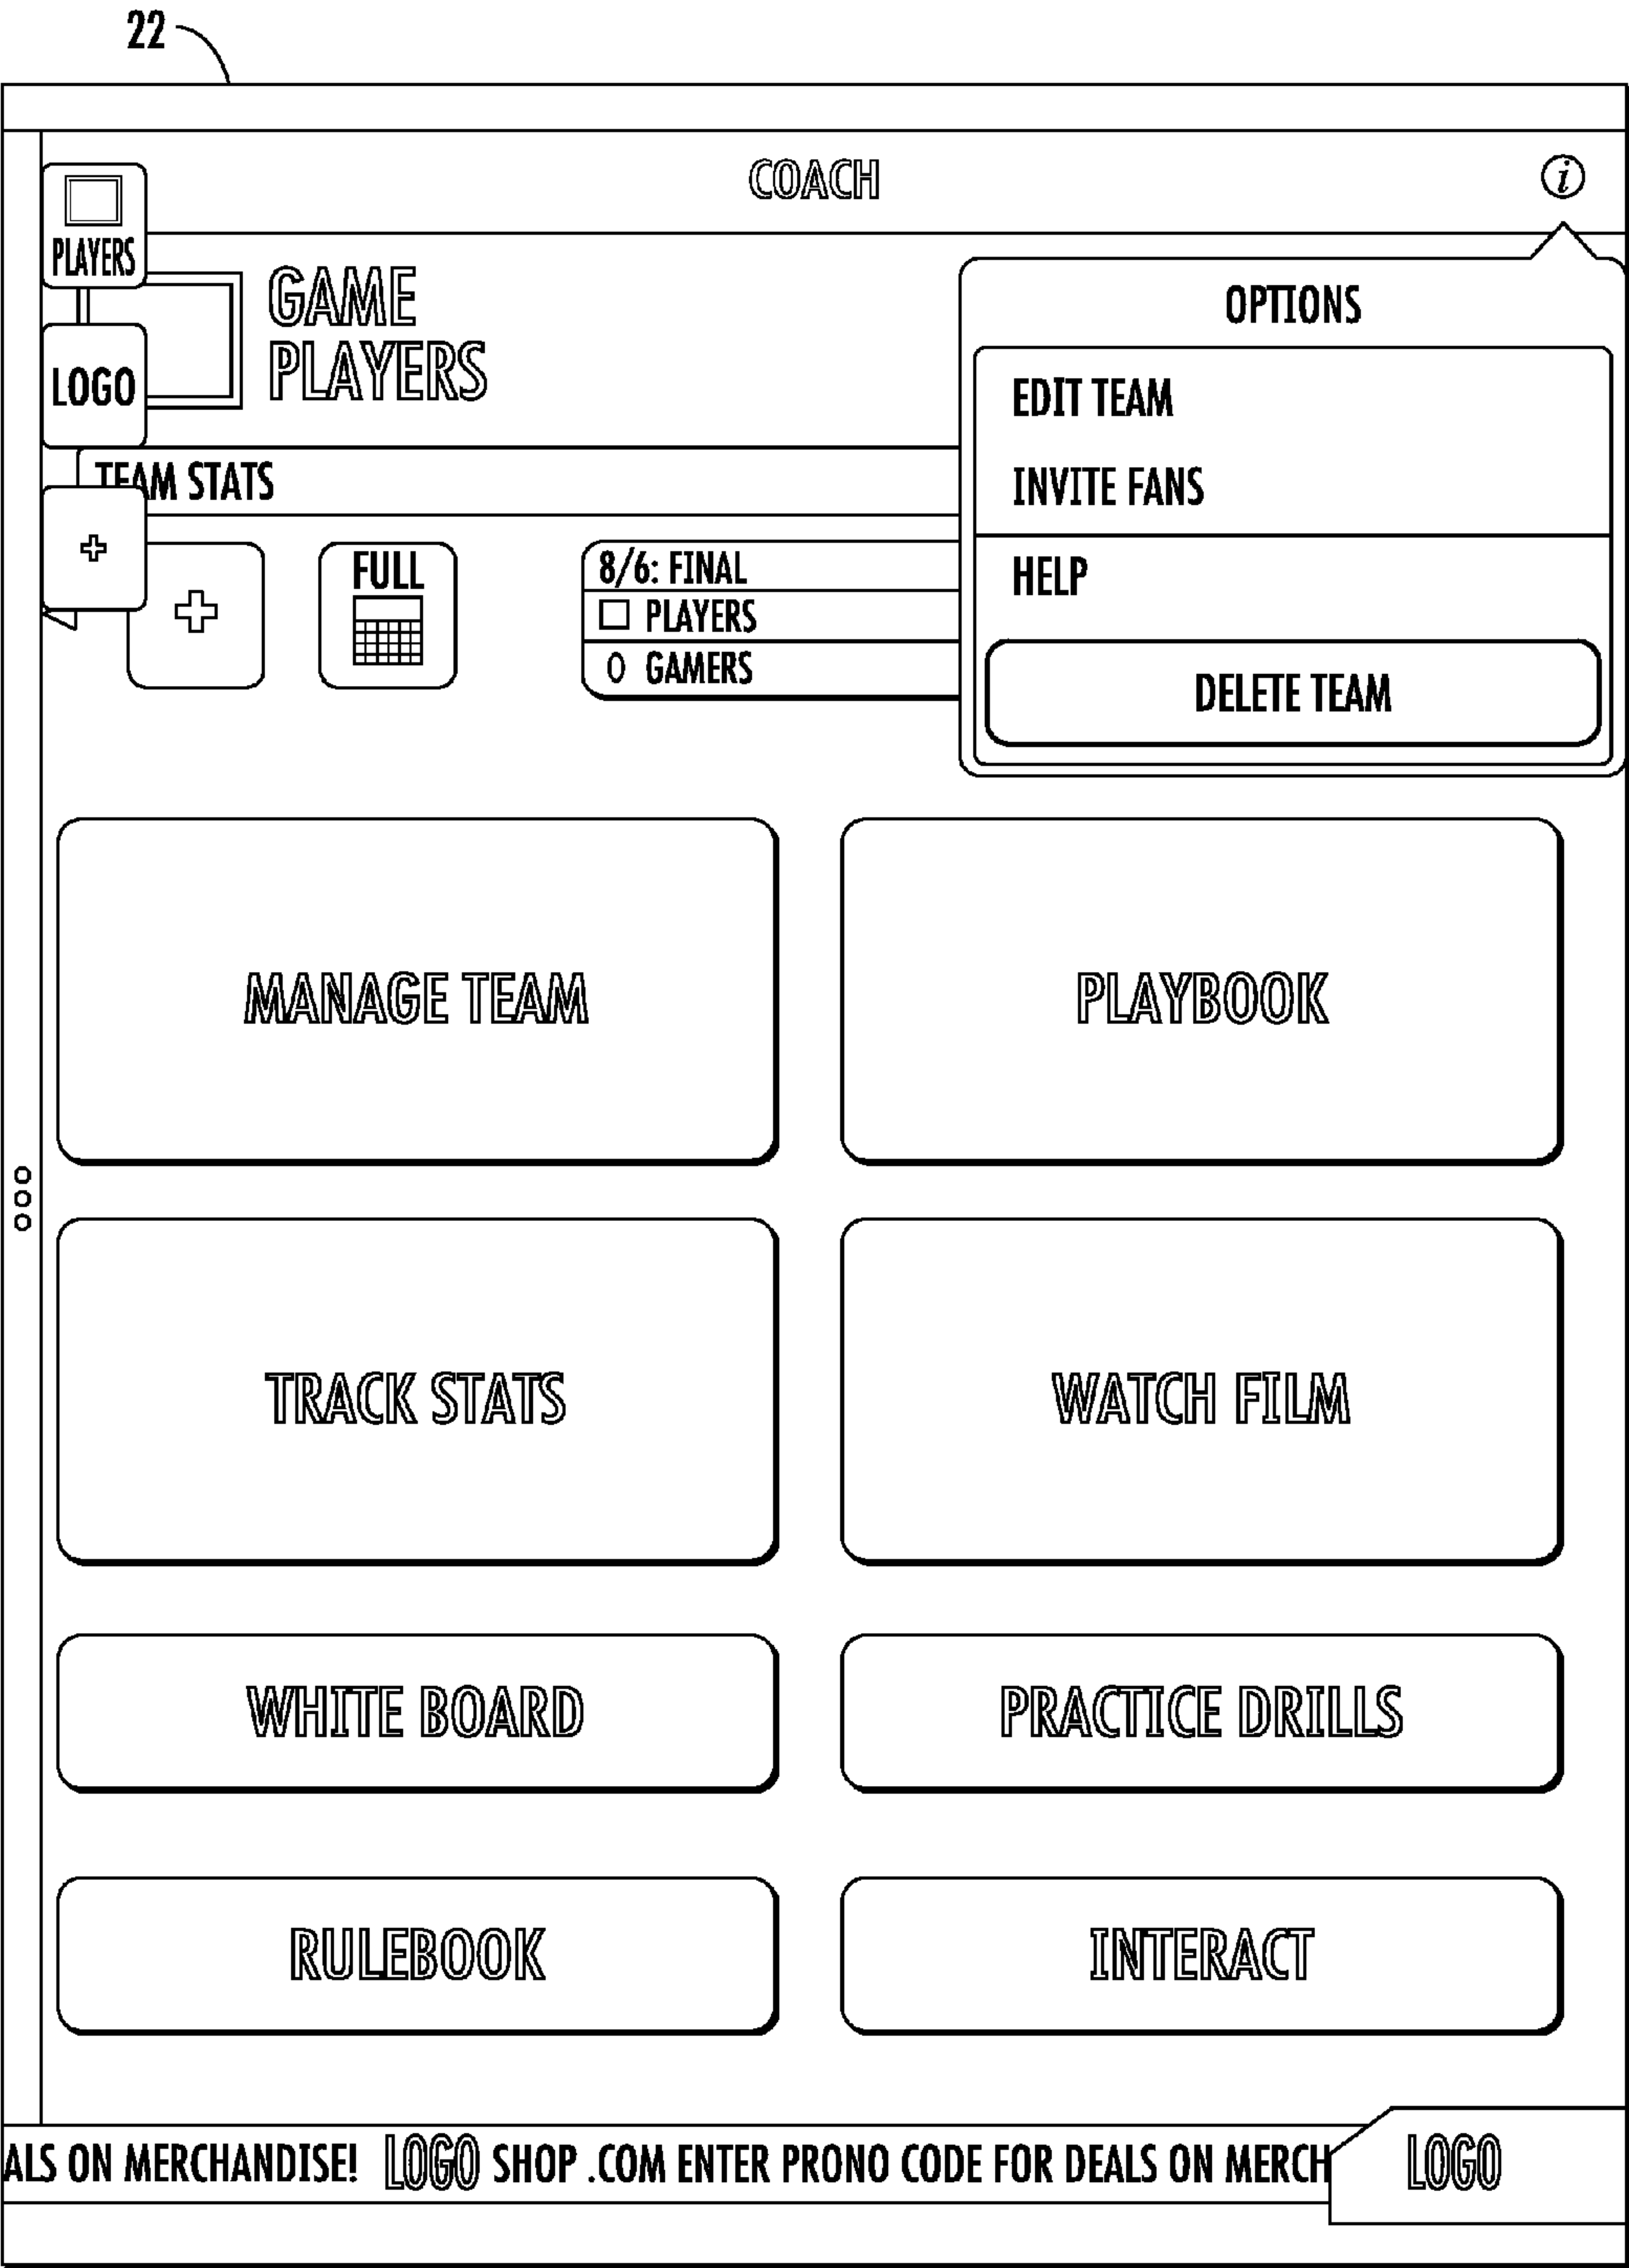 22
COACH
i
PLAYERS
GAME
PLAYERS
LOGO
OPTIONS
EDIT TEAM
INVITE FANS
HELP
DELETE TEAM
TEAM STATS
FULL
8/6: FINAL
PLAYERS
0 GAMERS
MANAGE TEAM
PLAYBOOK
TRACK STATS
WATCH FILM
WHITE BOARD
PRACTICE DRILLS
RULEBOOK
INTERACT
ALS ON MERCHANDISE! LOGO SHOP .COM ENTER PRONO CODE FOR DEALS ON MERCH
LOGO